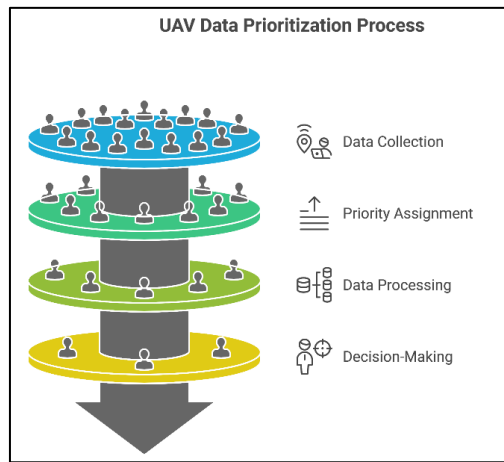 UAV Data Prioritization Process
Data Collection
Priority Assignment
Data Processing
Decision-Making